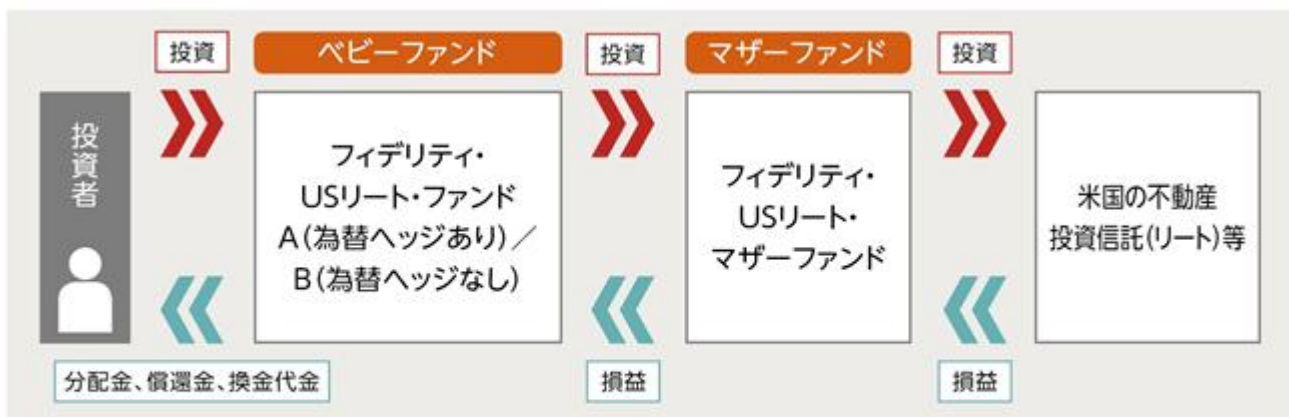 投資
ベビーファンド
投資
マザーファンド
投資
投資者
フィデリティ・
USリート・ファンド
A(為替ヘッジあり)/
B(為替ヘッジなし)
フィデリティ・
USリート・
マザーファンド
米国の不動産
投資信託(リート)等
分配金、償還金、換金代金
損益
損益